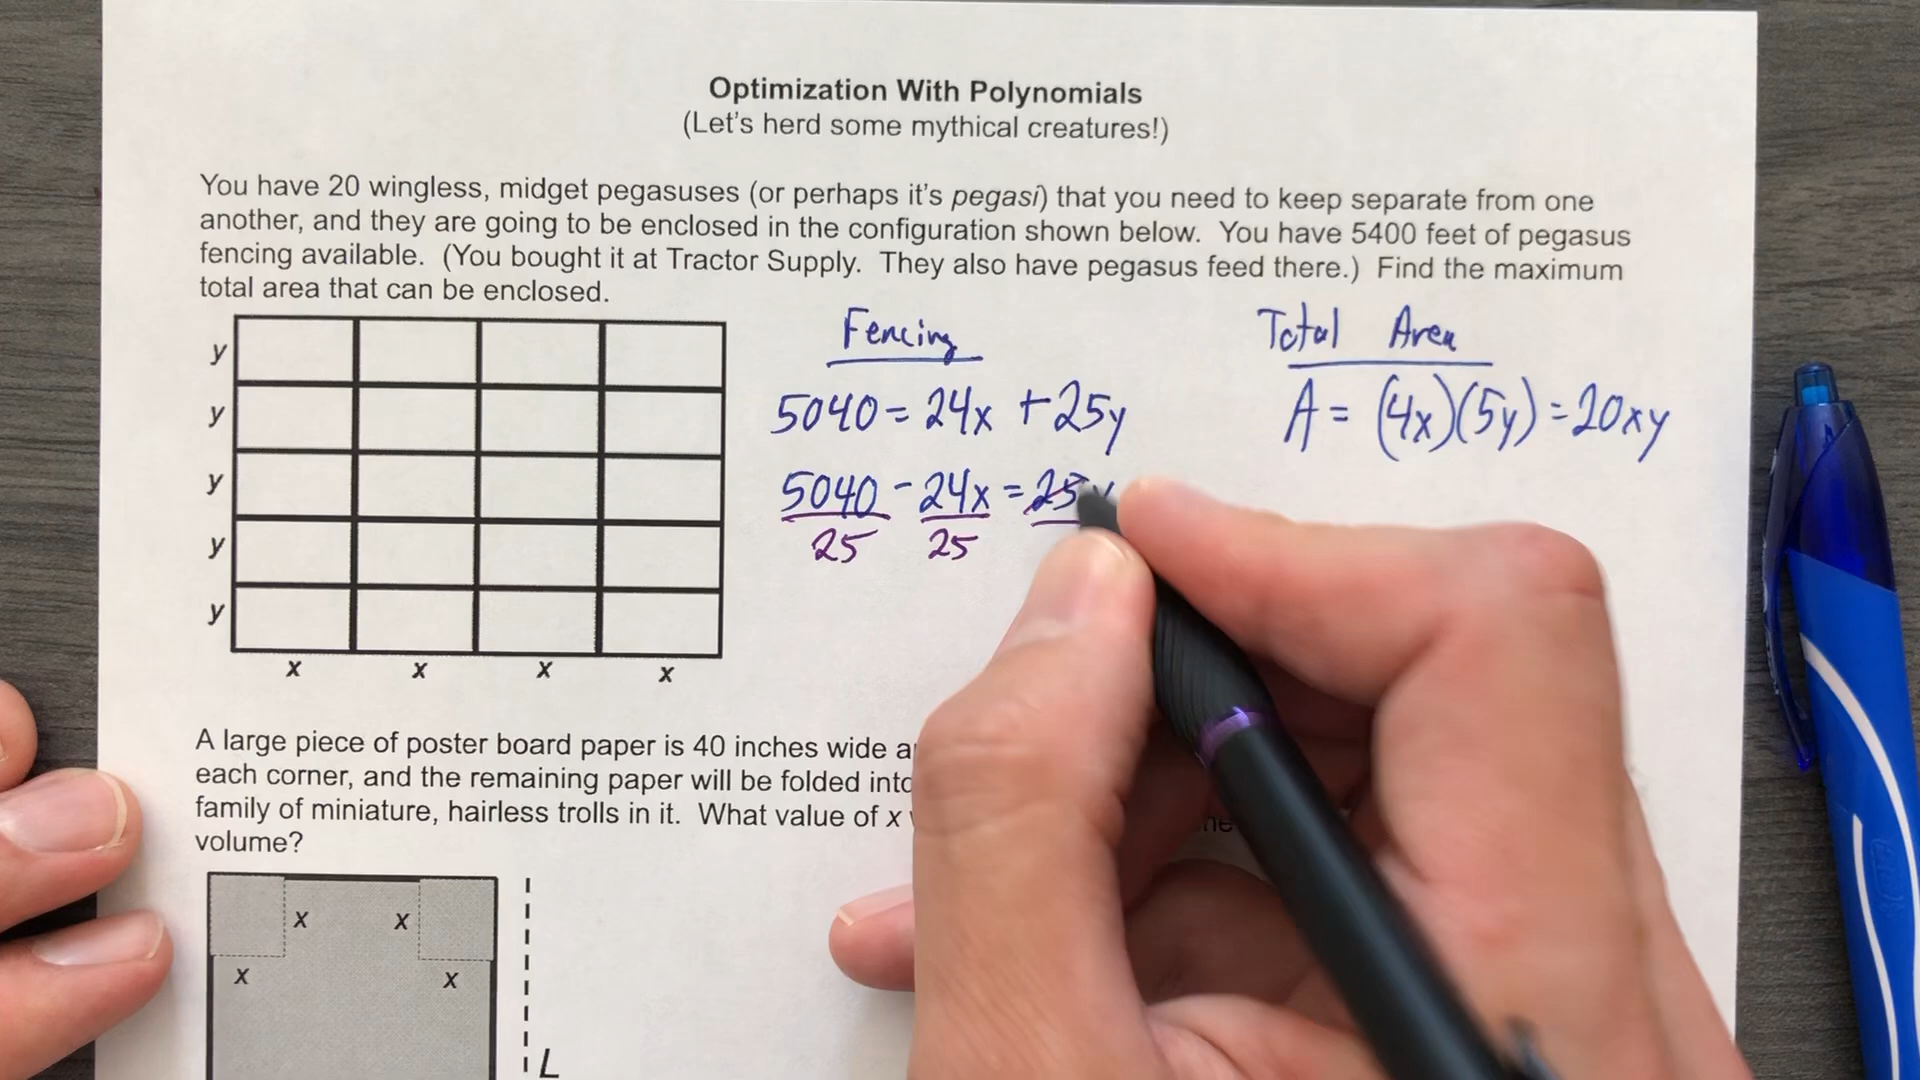 Optimization With Polynomials
(Let's herd some mythical creatures!)
You have 20 wingless, midget pegasuses (or perhaps it's pegasi) that you need to keep separate from one
another, and they are going to be enclosed in the configuration shown below. You have 5400 feet of pegasus
fencing available. (You bought it at Tractor Supply. They also have pegasus feed there.) Find the maximum
total area that can be enclosed.
y
y
y
y
y
x x x x
Fencing
5040 = 24x + 25y
5040 - 24x = 25y
25 25
Total Area
A = (4x)(5y) = 20xy
A large piece of poster board paper is 40 inches wide
each corner, and the remaining paper will be folded into
family of miniature, hairless trolls in it. What value of x
volume?
x x
x x
L